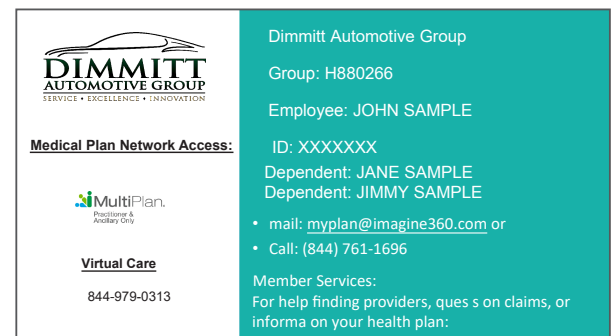 DIMMITT
AUTOMOTIVE GROUP
SERVICE • EXCELLENCE • INNOVATION
Medical Plan Network Access:
MultiPlan.
Practitioner &
Ancillary Only
Virtual Care
844-979-0313
Dimmitt Automotive Group
Group: H880266
Employee: JOHN SAMPLE
ID: XXXXXXX
Dependent: JANE SAMPLE
Dependent: JIMMY SAMPLE
• mail: myplan@imagine360.com or
• Call: (844) 761-1696
Member Services:
For help finding providers, ques s on claims, or
informa on your health plan: